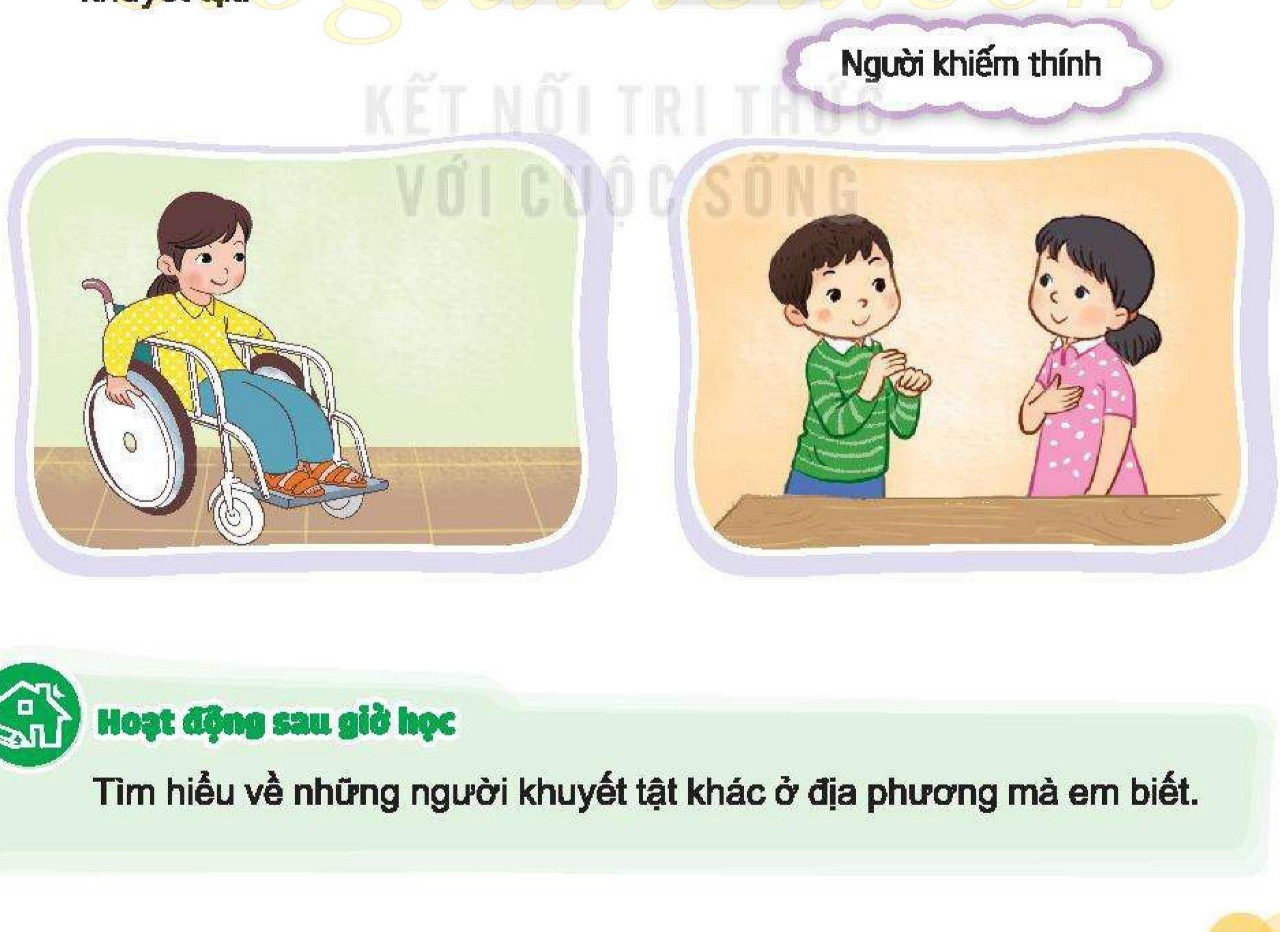 Người khiếm thính
KẾT NỐI TRI THỨC
VỚI CUỘC SỐNG
Hoạt động sau giờ học
Tìm hiểu về những người khuyết tật khác ở địa phương mà em biết.